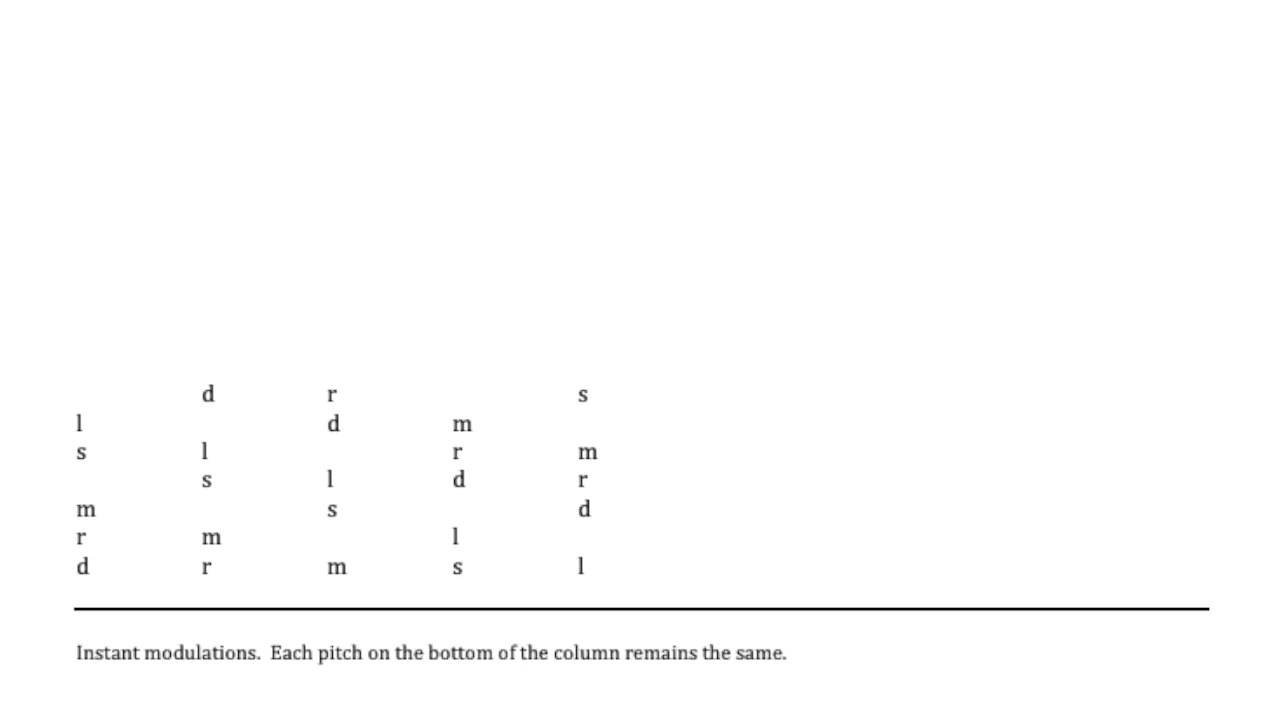 d r s
l d m
s l r m
s l d r
m s d
r m l
d r m s l
Instant modulations. Each pitch on the bottom of the column remains the same.